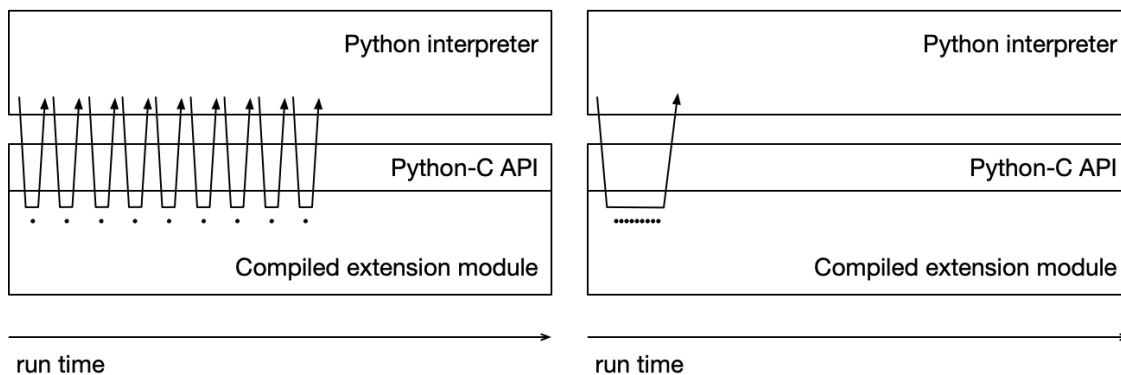 Python interpreter
Python-C API
Compiled extension module
run time
Python interpreter
Python-C API
Compiled extension module
run time